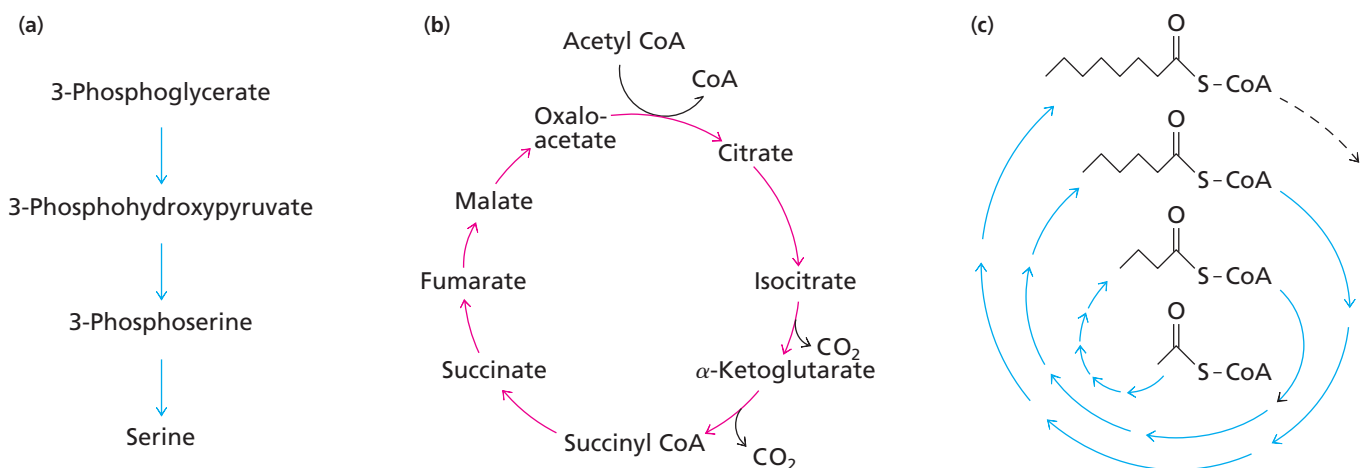 (a)
3-Phosphoglycerate
3-Phosphohydroxypyruvate
3-Phosphoserine
Serine
(b)
Acetyl CoA
CoA
Oxalo-
acetate
Citrate
Malate
Isocitrate
Fumarate
CO2
α-Ketoglutarate
Succinate
Succinyl CoA
CO2
(c)
O
S-CoA
O
S-CoA
O
S-CoA
O
S-CoA